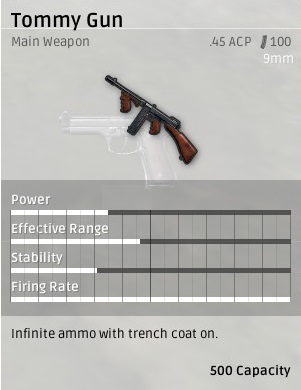 Tommy Gun
Main Weapon .45 ACP 100
9mm
Power
Effective Range
Stability
Firing Rate
Infinite ammo with trench coat on.
500 Capacity